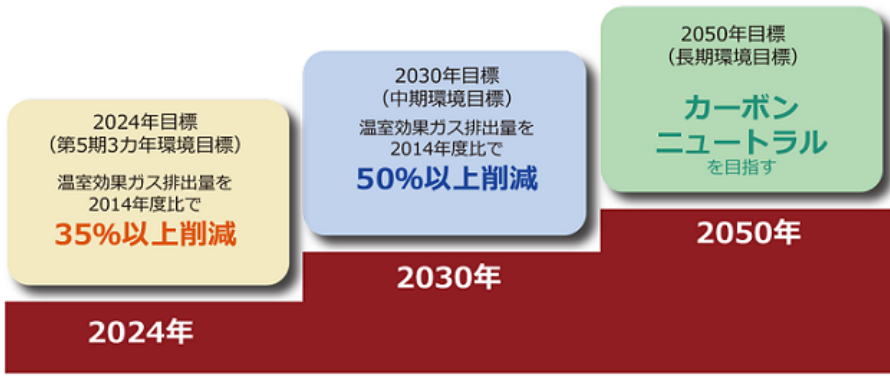 2024年目標
(第5期3カ年環境目標)
温室効果ガス排出量を
2014年度比で
35%以上削減
2024年
2030年目標
(中期環境目標)
温室効果ガス排出量を
2014年度比で
50%以上削減
2030年
2050年目標
(長期環境目標)
カーボン
ニュートラル
を目指す
2050年